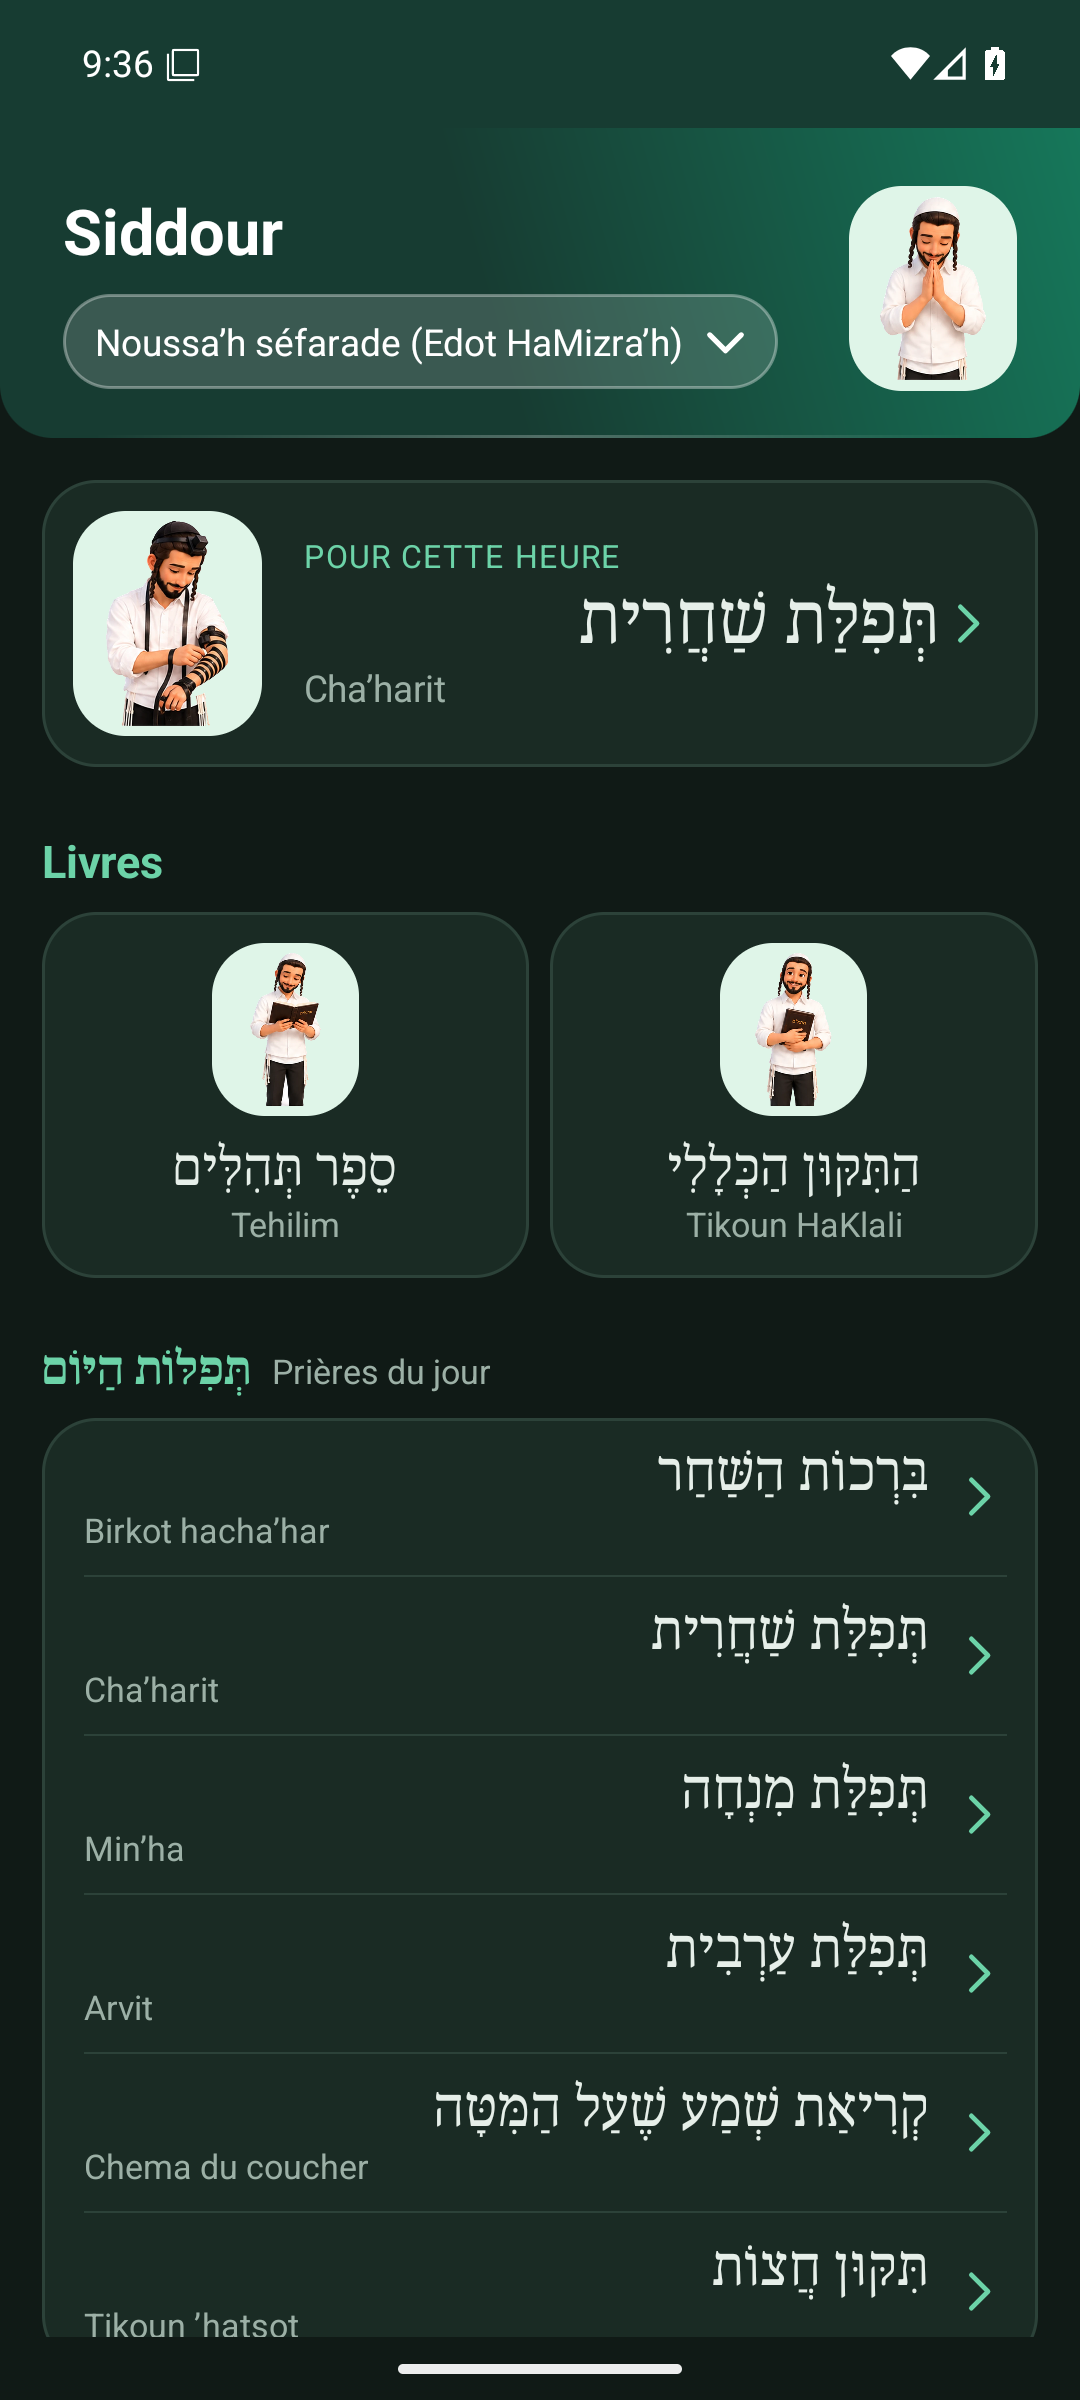 9:36
Siddour
Noussa’h séfarade (Edot HaMizra’h)
POUR CETTE HEURE
תְּפִלַּת שַׁחֲרִית
Cha’harit
Livres
סֵפֶר תְּהִלִּים
Tehilim
הַתִּקּוּן הַכְּלָלִי
Tikoun HaKlali
תְּפִלּוֹת הַיּוֹם Prières du jour
בִּרְכוֹת הַשַּׁחַר
Birkot hacha’har
תְּפִלַּת שַׁחֲרִית
Cha’harit
תְּפִלַּת מִנְחָה
Min’ha
תְּפִלַּת עַרְבִית
Arvit
קְרִיאַת שְׁמַע שֶׁעַל הַמִּטָּה
Chema du coucher
תִּקּוּן חֲצוֹת
Tikoun ’hatsot